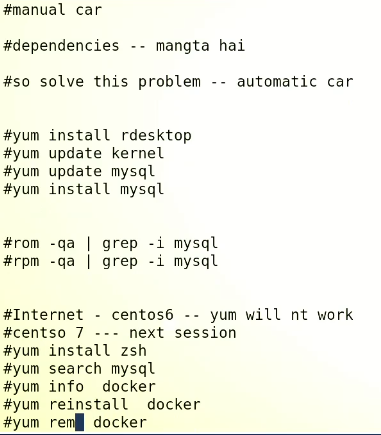 #manual car
#dependencies -- mangta hai
#so solve this problem -- automatic car
#yum install rdesktop
#yum update kernel
#yum update mysql
#yum install mysql
#rom -qa | grep -i mysql
#rpm -qa | grep -i mysql
#Internet - centos6 -- yum will nt work
#centso 7 --- next session
#yum install zsh
#yum search mysql
#yum info  docker
#yum reinstall  docker
#yum rem docker